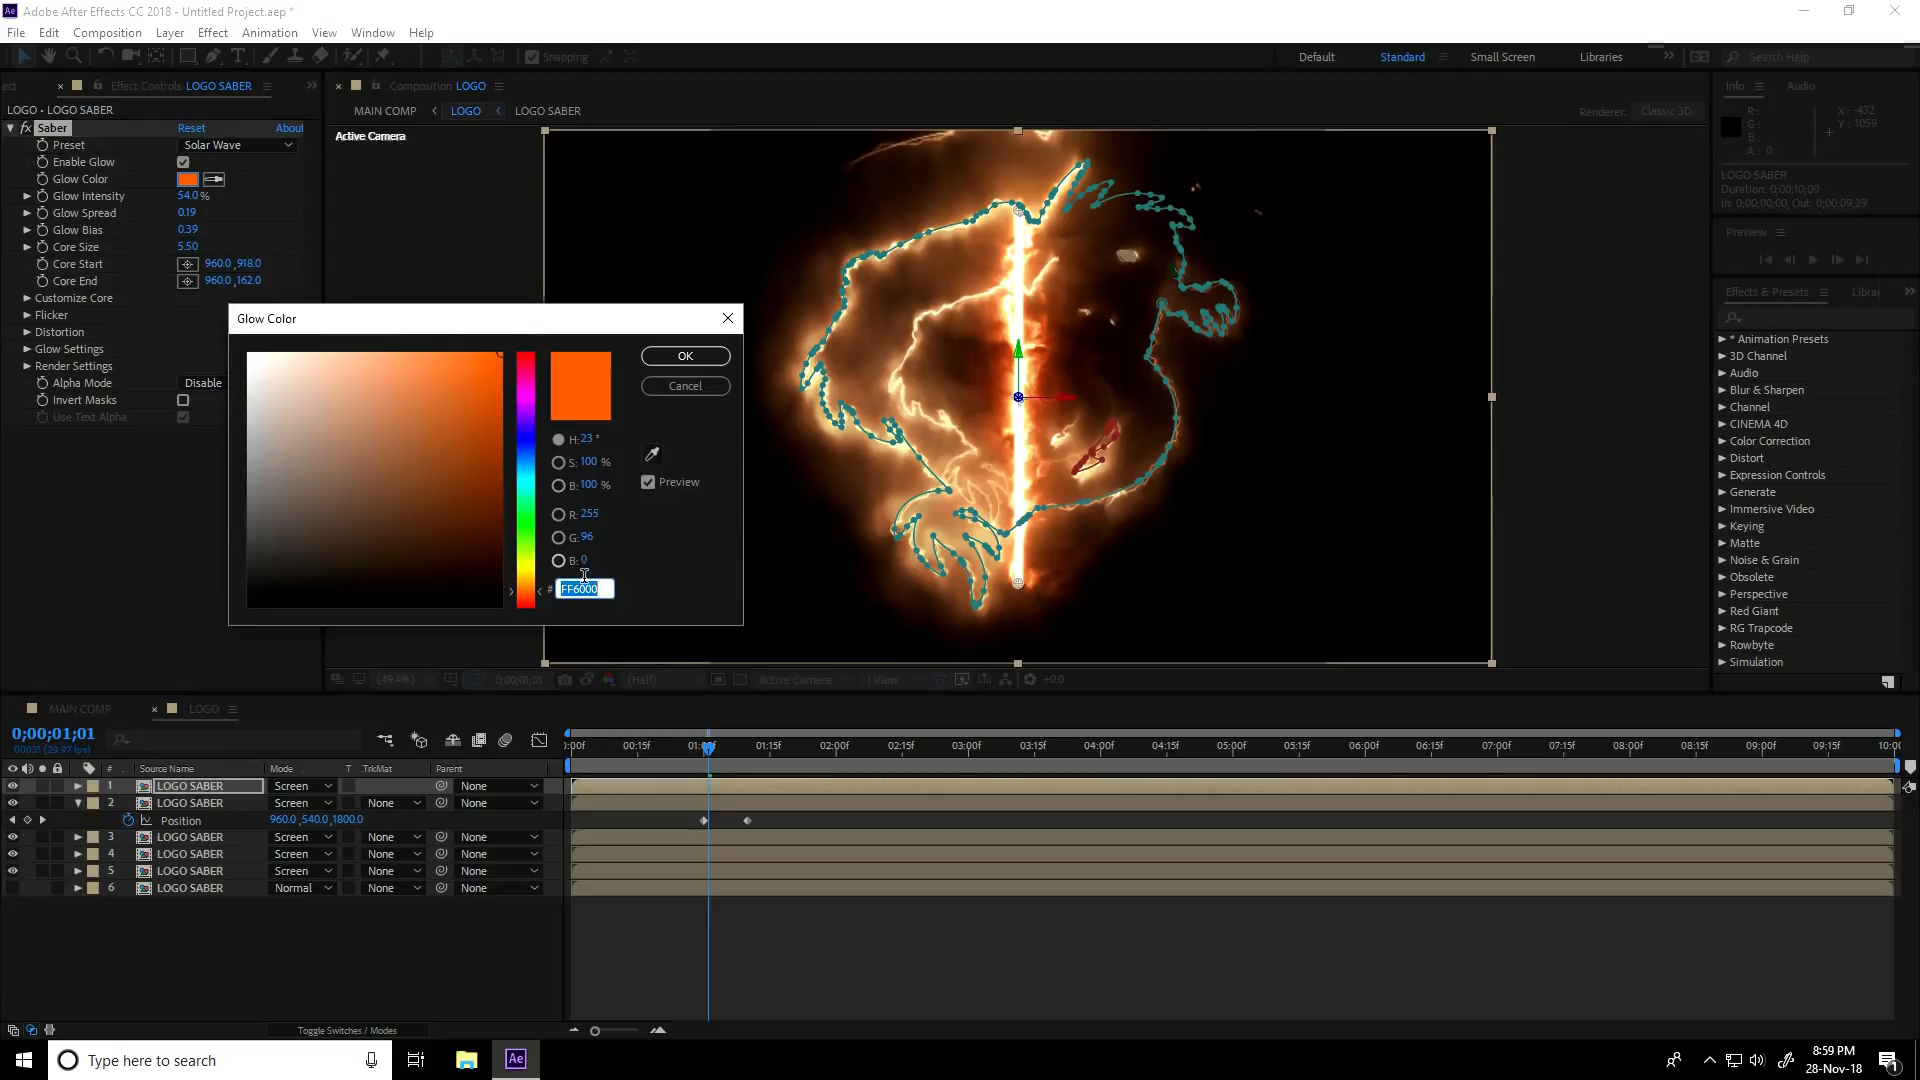 Adobe After Effects CC 2018 - Untitled Project.aep *
File Edit Composition Layer Effect Animation View Window Help
Snapping
Default Standard Small Screen Libraries Search Help
Effect Controls LOGO SABER
Composition LOGO
Info Audio
LOGO • LOGO SABER
MAIN COMP LOGO LOGO SABER
Renderer: Classic 3D
R: X: -432
G: Y: 1059
B:
A: 0
fx Saber Reset About
Active Camera
Preset Solar Wave
Enable Glow
Glow Color
Glow Intensity 54.0 %
Glow Spread 0.19
Glow Bias 0.39
Core Size 5.50
Core Start 960.0 ,918.0
Core End 960.0 ,162.0
Customize Core
Flicker
Distortion
Glow Settings
Render Settings
Alpha Mode Disable
Invert Masks
Use Text Alpha
LOGO SABER
Duration: 0;00;10;00
In: 0;00;00;00, Out: 0;00;09;29
Preview
Effects & Presets
* Animation Presets
3D Channel
Audio
Blur & Sharpen
Channel
CINEMA 4D
Color Correction
Distort
Expression Controls
Generate
Immersive Video
Keying
Matte
Noise & Grain
Obsolete
Perspective
Red Giant
RG Trapcode
Rowbyte
Simulation
Glow Color
OK
Cancel
H: 23 °
S: 100 %
B: 100 %
Preview
R: 255
G: 96
B: 0
# FF6000
(49.4%) 0;00;01;01 (Half) Active Camera 1 View +0.0
MAIN COMP LOGO
0;00;01;01
00031 (29.97 fps)
:00f 00:15f 01:00f 01:15f 02:00f 02:15f 03:00f 03:15f 04:00f 04:15f 05:00f 05:15f 06:00f 06:15f 07:00f 07:15f 08:00f 08:15f 09:00f 09:15f 10:00
# Source Name Mode T .TrkMat Parent
1 LOGO SABER Screen None
2 LOGO SABER Screen None None
Position 960.0 ,540.0 ,1800.0
3 LOGO SABER Screen None None
4 LOGO SABER Screen None None
5 LOGO SABER Screen None None
6 LOGO SABER Normal None None
Toggle Switches / Modes
Type here to search
Ae
8:59 PM
28-Nov-18
1